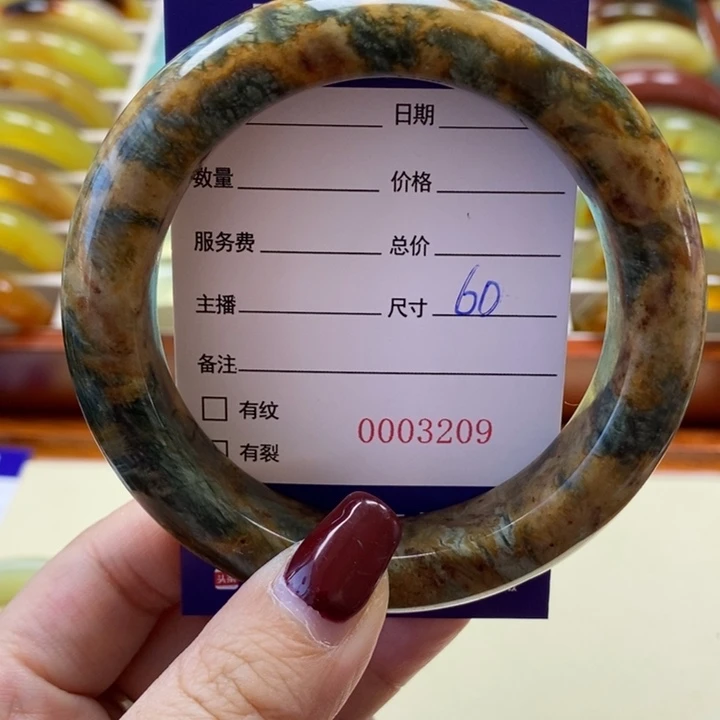 日期
数量 价格
服务费 总价
主播 尺寸 60
备注
有纹
有裂 0003209